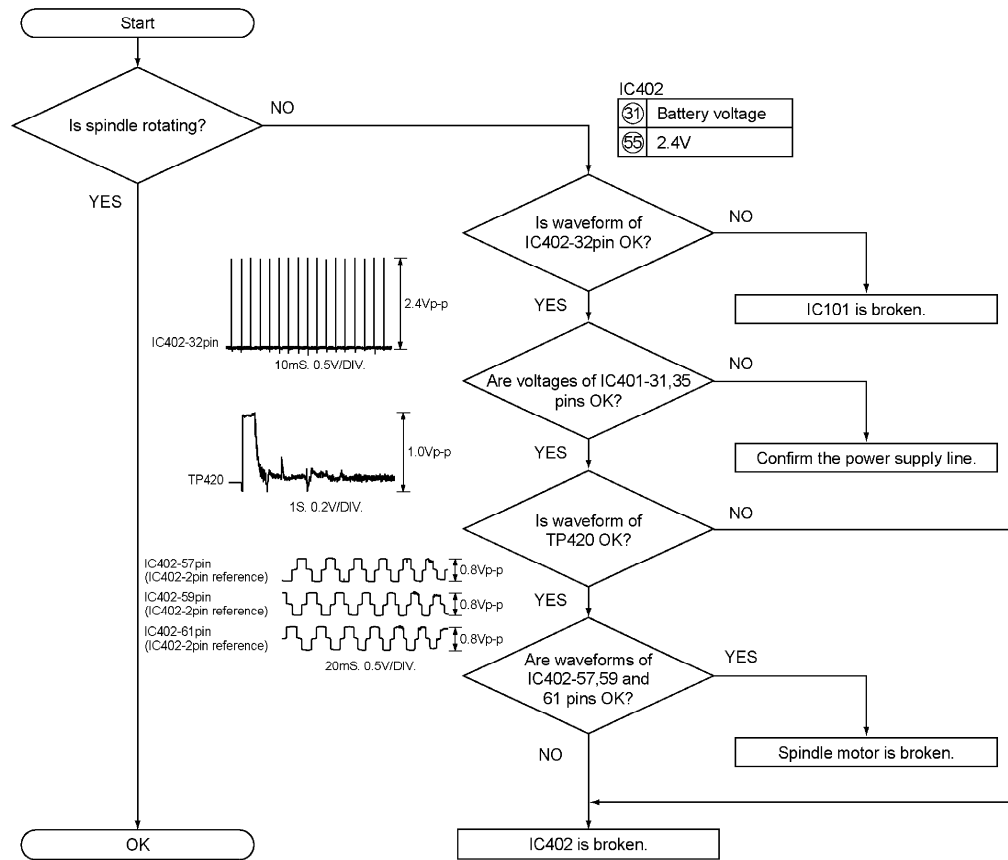 Start
Is spindle rotating?
NO
YES
IC402
31 Battery voltage
55 2.4V
Is waveform of
IC402-32pin OK?
NO
YES
IC101 is broken.
2.4Vp-p
IC402-32pin
10mS. 0.5V/DIV.
Are voltages of IC401-31,35
pins OK?
NO
YES
Confirm the power supply line.
1.0Vp-p
TP420
1S. 0.2V/DIV.
Is waveform of
TP420 OK?
NO
YES
IC402-57pin
(IC402-2pin reference)
0.8Vp-p
IC402-59pin
(IC402-2pin reference)
0.8Vp-p
IC402-61pin
(IC402-2pin reference)
0.8Vp-p
20mS. 0.5V/DIV.
Are waveforms of
IC402-57,59 and
61 pins OK?
YES
NO
Spindle motor is broken.
OK
IC402 is broken.